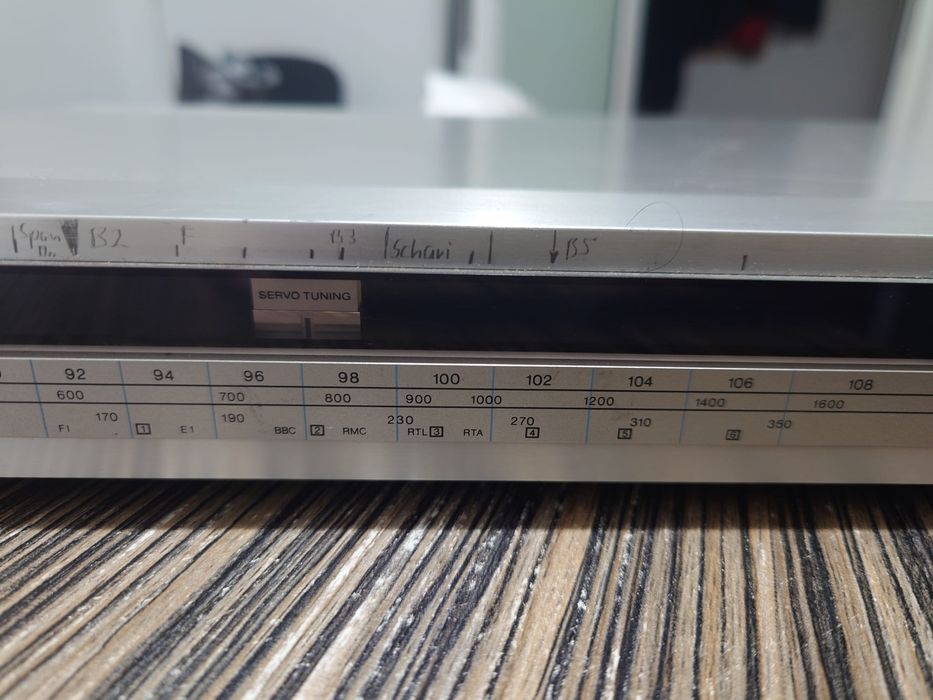 B2 F B3 Schari B5
SERVO TUNING
92 94 96 98 100 102 104 106 108
600 700 800 900 1000 1200 1400 1600
170 190 230 270 310 350
FI 1 E1 BBC 2 RMC RTL 3 RTA 4 5 6